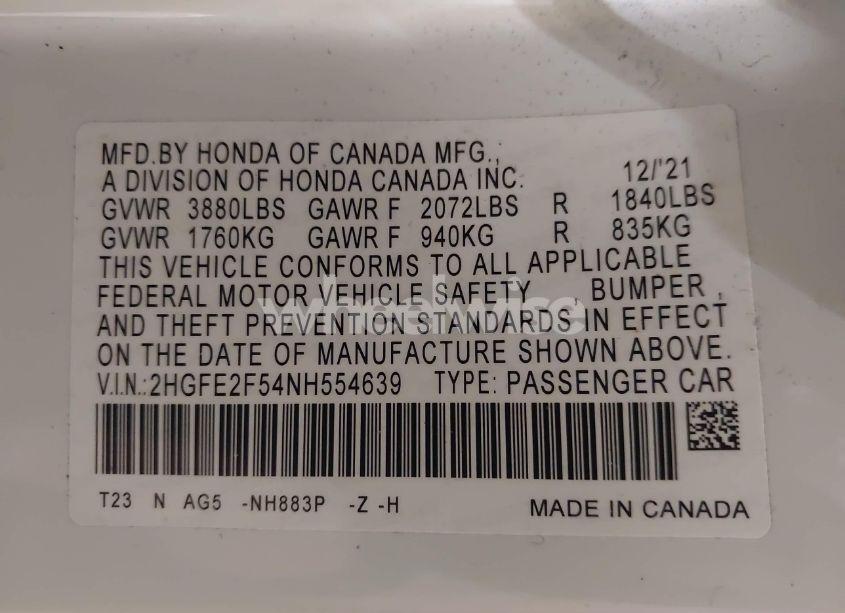 MFD.BY HONDA OF CANADA MFG.,
A DIVISION OF HONDA CANADA INC. 12/'21
GVWR 3880LBS GAWR F 2072LBS R 1840LBS
GVWR 1760KG GAWR F 940KG R 835KG
THIS VEHICLE CONFORMS TO ALL APPLICABLE
FEDERAL MOTOR VEHICLE SAFETY , BUMPER ,
wheelwise
AND THEFT PREVENTION STANDARDS IN EFFECT
ON THE DATE OF MANUFACTURE SHOWN ABOVE.
V.I.N.:2HGFE2F54NH554639 TYPE: PASSENGER CAR
T23 N AG5 -NH883P -Z -H MADE IN CANADA